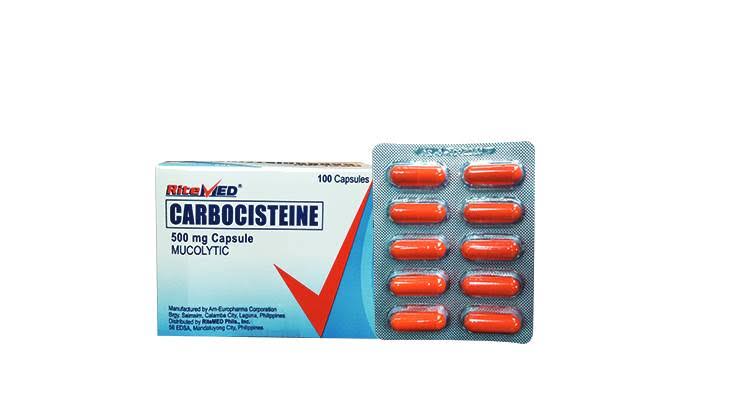 100 Capsules
RiteMED®
CARBOCISTEINE
500 mg Capsule
MUCOLYTIC
Manufactured by Am-Europharma Corporation
Brgy. Saimsim, Calamba City, Laguna, Philippines
Distributed by RiteMED Phils., Inc.
56 EDSA, Mandaluyong City, Philippines